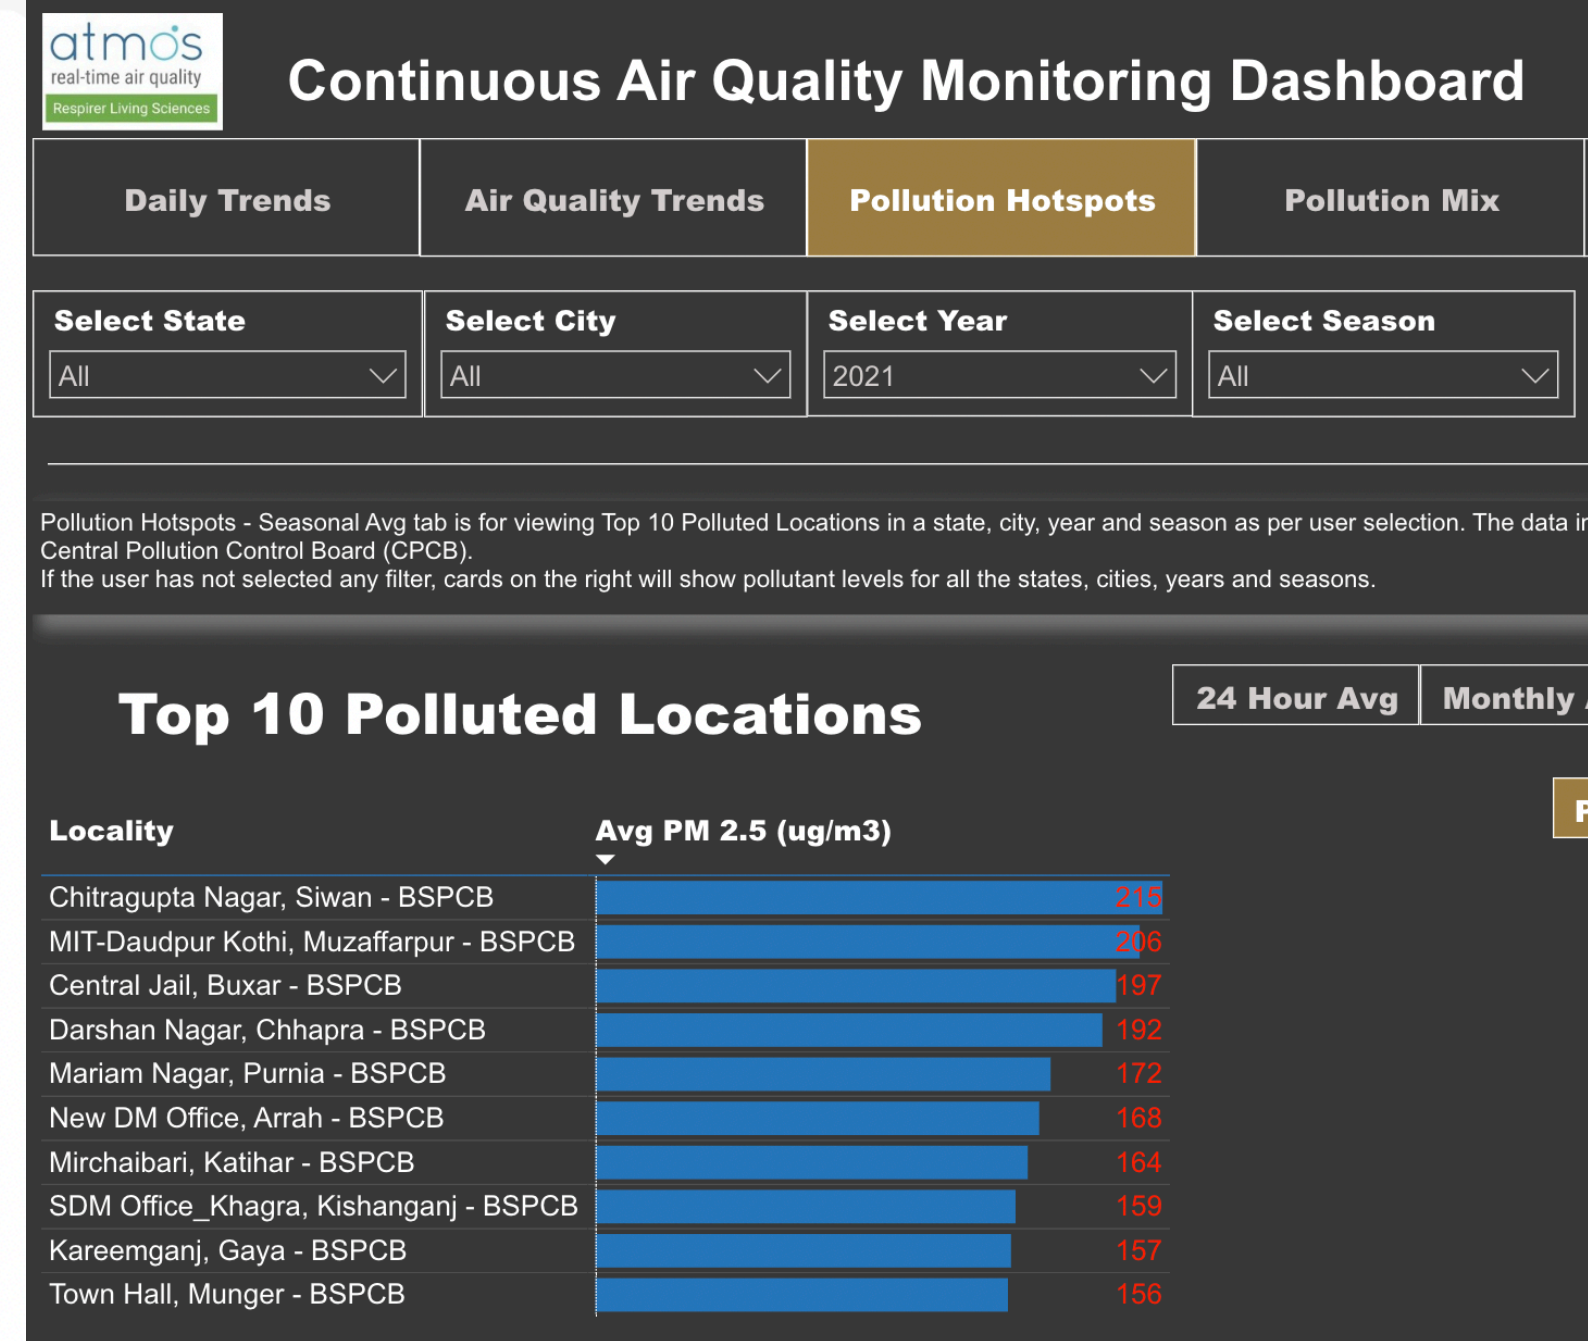 atmos
real-time air quality
Respirer Living Sciences
Continuous Air Quality Monitoring Dashboard
Daily Trends
Air Quality Trends
Pollution Hotspots
Pollution Mix
Select State
All
Select City
All
Select Year
2021
Select Season
All
Pollution Hotspots - Seasonal Avg tab is for viewing Top 10 Polluted Locations in a state, city, year and season as per user selection. The data
Central Pollution Control Board (CPCB).
If the user has not selected any filter, cards on the right will show pollutant levels for all the states, cities, years and seasons.
Top 10 Polluted Locations
24 Hour Avg
Monthly
Locality
Avg PM 2.5 (ug/m3)
Chitragupta Nagar, Siwan - BSPCB 215
MIT-Daudpur Kothi, Muzaffarpur - BSPCB 206
Central Jail, Buxar - BSPCB 197
Darshan Nagar, Chhapra - BSPCB 192
Mariam Nagar, Purnia - BSPCB 172
New DM Office, Arrah - BSPCB 168
Mirchaibari, Katihar - BSPCB 164
SDM Office_Khagra, Kishanganj - BSPCB 159
Kareemganj, Gaya - BSPCB 157
Town Hall, Munger - BSPCB 156